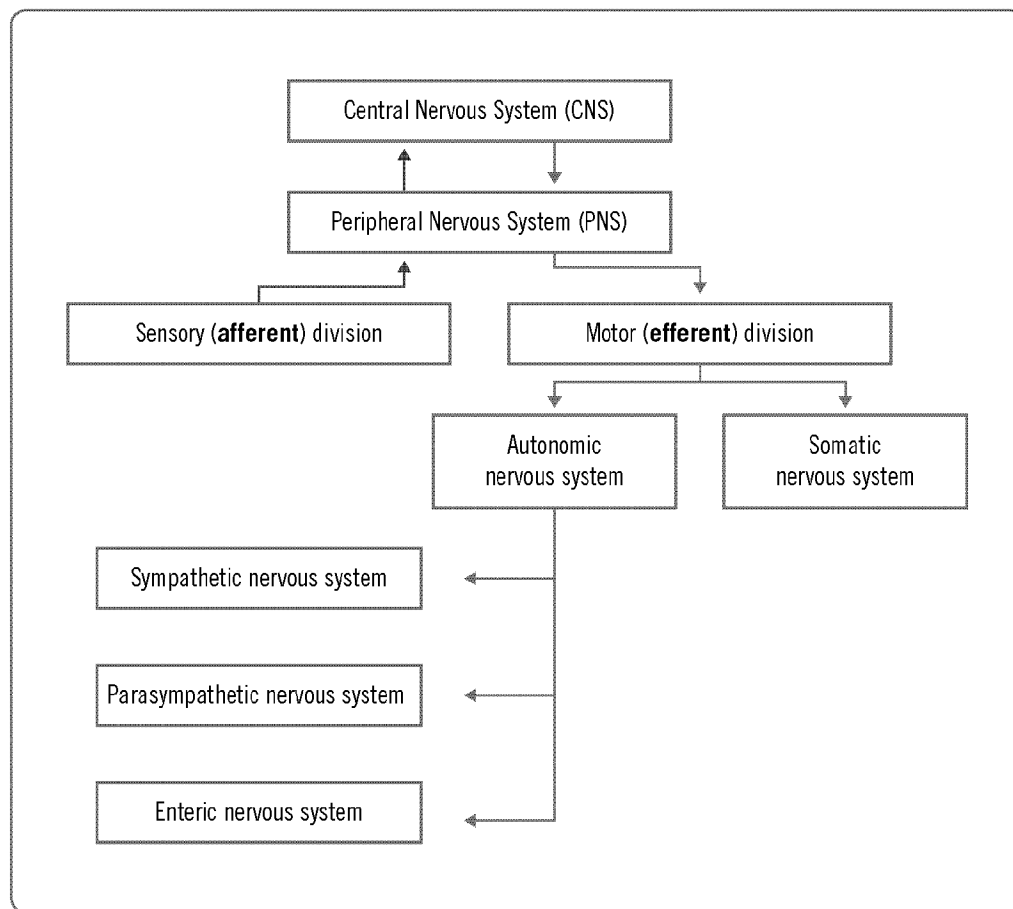 Central Nervous System (CNS)
Peripheral Nervous System (PNS)
Sensory (afferent) division
Motor (efferent) division
Autonomic
nervous system
Somatic
nervous system
Sympathetic nervous system
Parasympathetic nervous system
Enteric nervous system